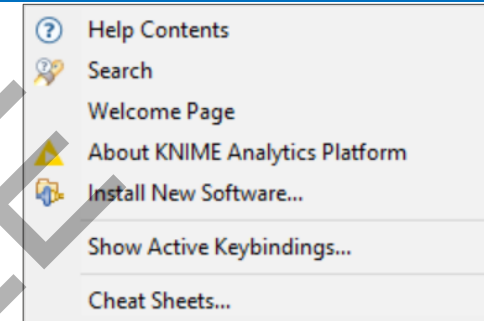 Help Contents
Search
Welcome Page
About KNIME Analytics Platform
Install New Software...
Show Active Keybindings...
Cheat Sheets...